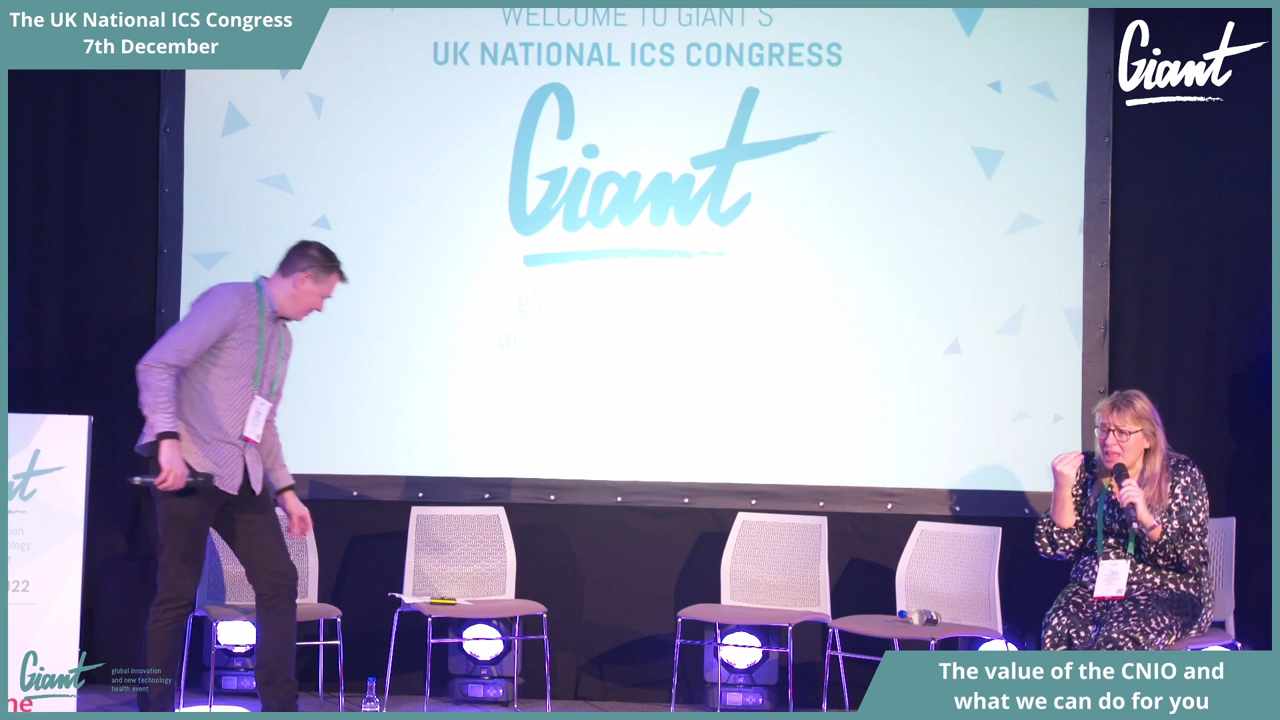 The UK National ICS Congress
7th December
WELCOME TO GIANT'S
UK NATIONAL ICS CONGRESS
Giant
Giant
022
Giant
global innovation
and new technology
health event
The value of the CNIO and
what we can do for you